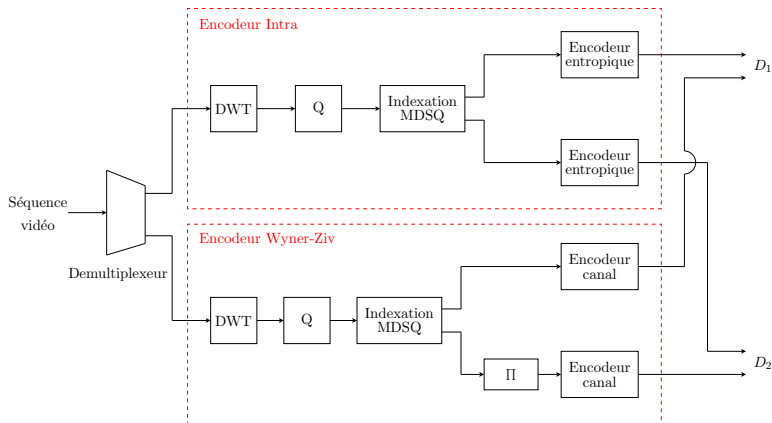 Encodeur Intra
Encodeur
entropique
D1
DWT
Q
Indexation
MDSQ
Encodeur
entropique
Séquence
vidéo
Demultiplexeur
Encodeur Wyner-Ziv
Encodeur
canal
DWT
Q
Indexation
MDSQ
Π
Encodeur
canal
D2